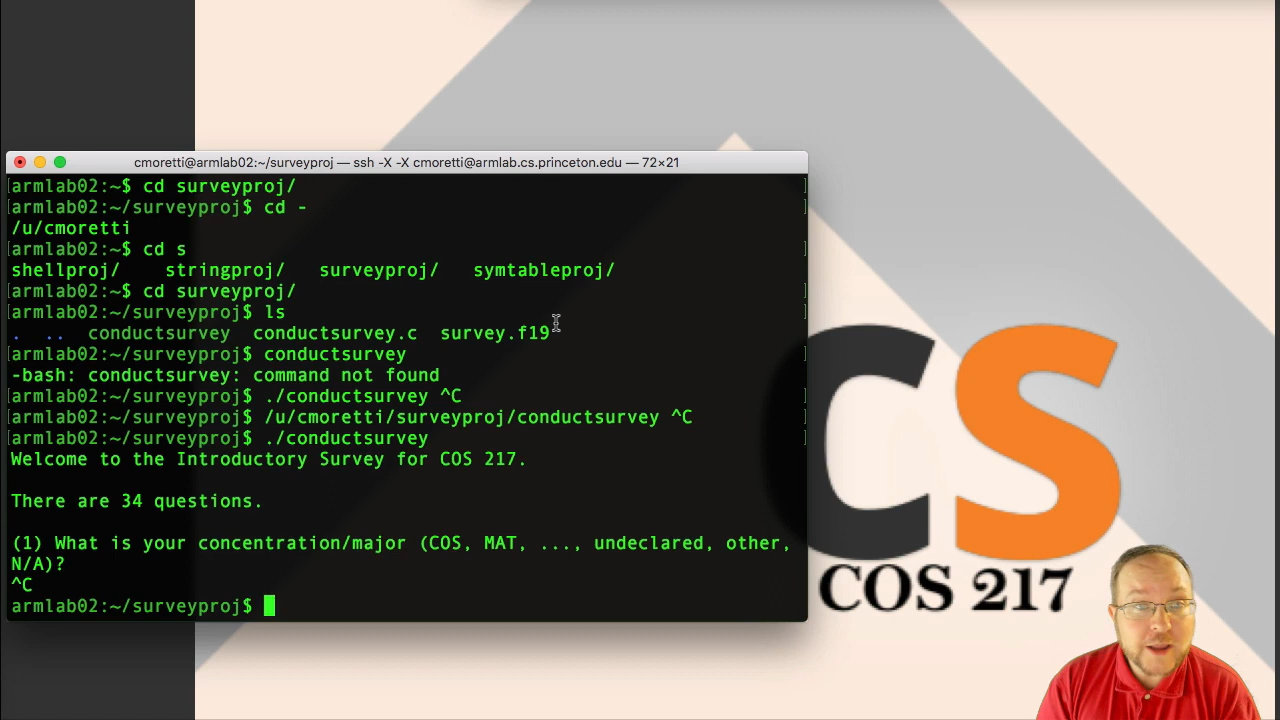 cmoretti@armlab02:~/surveyproj — ssh -X -X cmoretti@armlab.cs.princeton.edu — 72×21
[armlab02:~$ cd surveyproj/ ]
[armlab02:~/surveyproj$ cd - ]
/u/cmoretti
[armlab02:~$ cd s ]
shellproj/ stringproj/ surveyproj/ symtableproj/
[armlab02:~$ cd surveyproj/ ]
[armlab02:~/surveyproj$ ls ]
. .. conductsurvey conductsurvey.c survey.f19
[armlab02:~/surveyproj$ conductsurvey ]
-bash: conductsurvey: command not found
[armlab02:~/surveyproj$ ./conductsurvey ^C ]
[armlab02:~/surveyproj$ /u/cmoretti/surveyproj/conductsurvey ^C ]
[armlab02:~/surveyproj$ ./conductsurvey ]
Welcome to the Introductory Survey for COS 217.
There are 34 questions.
(1) What is your concentration/major (COS, MAT, ..., undeclared, other,
N/A)?
^C
armlab02:~/surveyproj$
CS
COS 217